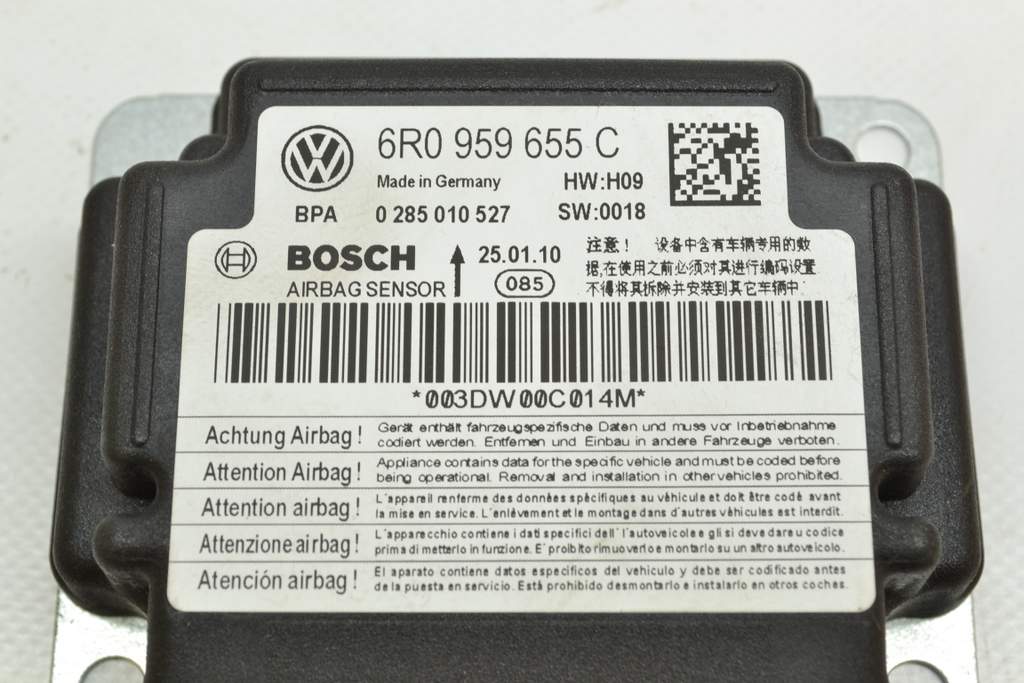 6R0 959 655 C
Made in Germany HW:H09
BPA 0 285 010 527 SW:0018
BOSCH 25.01.10
AIRBAG SENSOR 085
注意！ 设备中含有车辆专用的数
据,在使用之前必须对其进行编码设置
不得将其拆除并安装到其它车辆中
*003DW00C014M*
Achtung Airbag! Gerät enthält fahrzeugspezifische Daten und muss vor Inbetriebnahme
codiert werden. Entfernen und Einbau in andere Fahrzeuge verboten.
Attention Airbag! Appliance contains data for the specific vehicle and must be coded before
being operational. Removal and installation in other vehicles prohibited.
Attention airbag! L'appareil renferme des données spécifiques au véhicule et doit être codé avant
la mise en service. L'enlèvement et le montage dans d'autres véhicules est interdit.
Attenzione airbag! L'apparecchio contiene i dati specifici dell'l'autoveicolo e gli si deve dare u codice
prima di metterlo in funzione. E' proibito rimuoverlo e montarlo su un altro autoveicolo.
Atención airbag! El aparato contiene datos específicos del vehiculo y debe ser codificado antes
de la puesta en servicio. Está prohibido desmontarlo e instalarlo en otros coches.